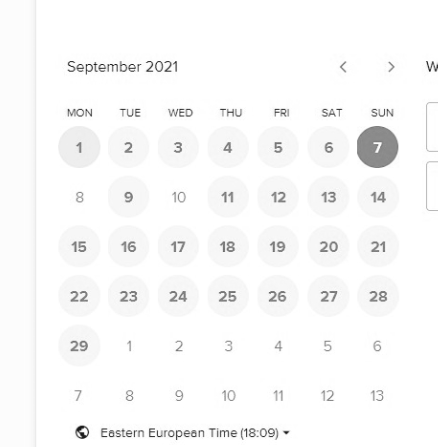 September 2021
MON TUE WED THU FRI SAT SUN
1 2 3 4 5 6 7
8 9 10 11 12 13 14
15 16 17 18 19 20 21
22 23 24 25 26 27 28
29 1 2 3 4 5 6
7 8 9 10 11 12 13
Eastern European Time (18:09)